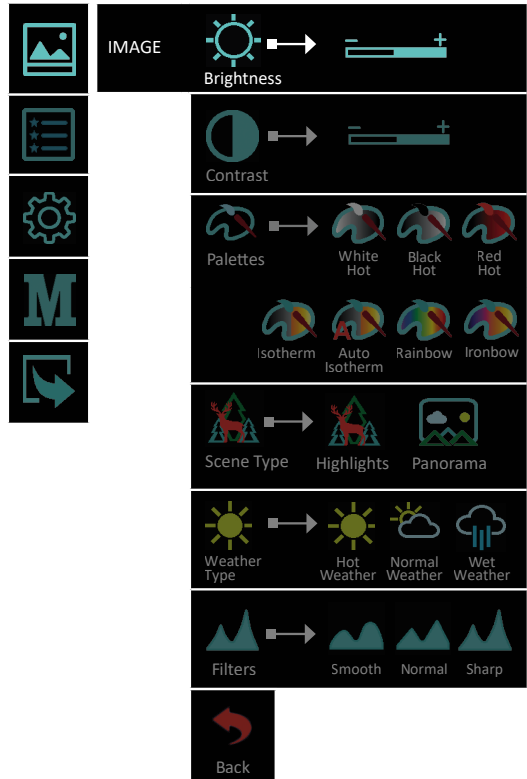 IMAGE
Brightness
Contrast
Palettes
White
Hot
Black
Hot
Red
Hot
Isotherm
A
Auto
Isotherm
Rainbow
Ironbow
M
Scene Type
Highlights
Panorama
Weather
Type
Hot
Weather
Normal
Weather
Wet
Weather
Filters
Smooth
Normal
Sharp
Back